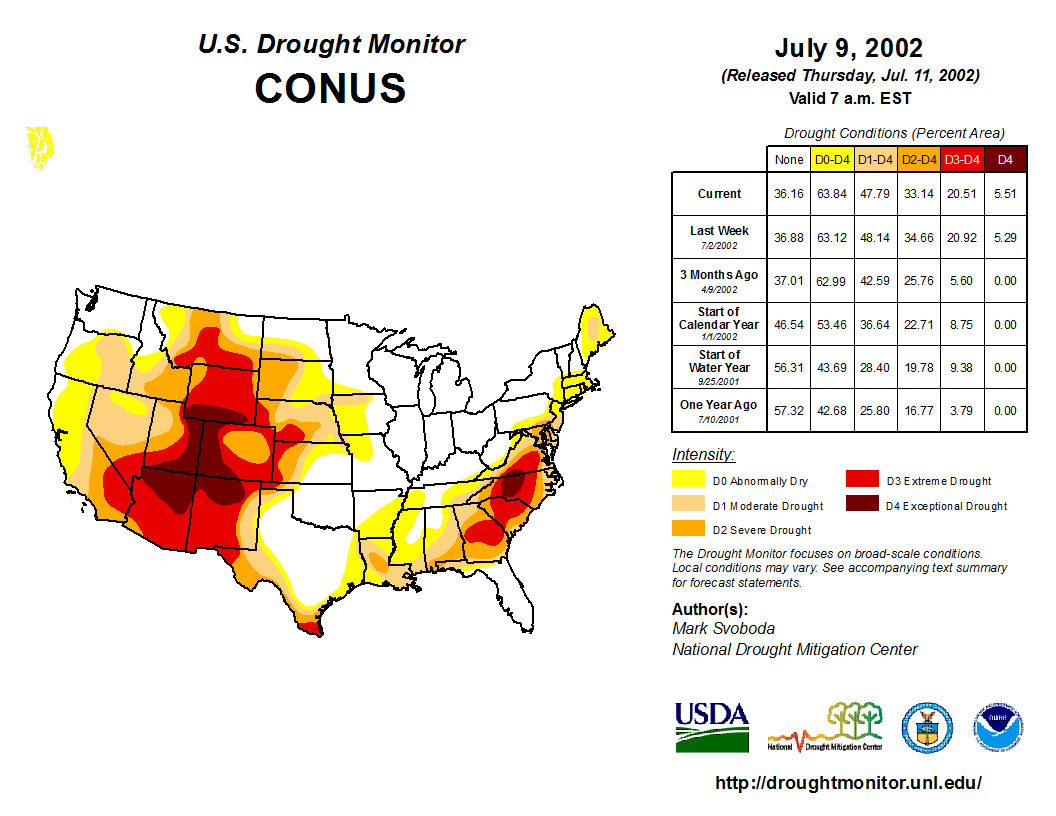 U.S. Drought Monitor
CONUS
July 9, 2002
(Released Thursday, Jul. 11, 2002)
Valid 7 a.m. EST
Drought Conditions (Percent Area)
None D0-D4 D1-D4 D2-D4 D3-D4 D4
Current 36.16 63.84 47.79 33.14 20.51 5.51
Last Week
7/2/2002
36.88 63.12 48.14 34.66 20.92 5.29
3 Months Ago
4/9/2002
37.01 62.99 42.59 25.76 5.60 0.00
Start of
Calendar Year
1/1/2002
46.54 53.46 36.64 22.71 8.75 0.00
Start of
Water Year
9/25/2001
56.31 43.69 28.40 19.78 9.38 0.00
One Year Ago
7/10/2001
57.32 42.68 25.80 16.77 3.79 0.00
Intensity:
D0 Abnormally Dry
D1 Moderate Drought
D2 Severe Drought
D3 Extreme Drought
D4 Exceptional Drought
The Drought Monitor focuses on broad-scale conditions.
Local conditions may vary. See accompanying text summary
for forecast statements.
Author(s):
Mark Svoboda
National Drought Mitigation Center
USDA
National Drought Mitigation Center
NOAA
http://droughtmonitor.unl.edu/